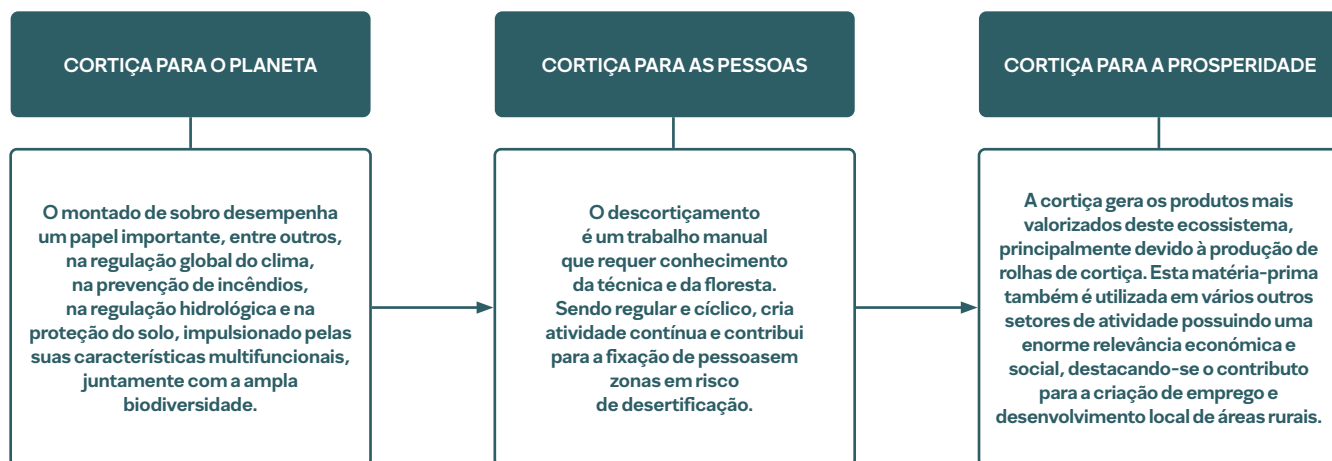 CORTIÇA PARA O PLANETA
O montado de sobro desempenha
um papel importante, entre outros,
na regulação global do clima,
na prevenção de incêndios,
na regulação hidrológica e na
proteção do solo, impulsionado pelas
suas características multifuncionais,
juntamente com a ampla
biodiversidade.
CORTIÇA PARA AS PESSOAS
O descortiçamento
é um trabalho manual
que requer conhecimento
da técnica e da floresta.
Sendo regular e cíclico, cria
atividade contínua e contribui
para a fixação de pessoasem
zonas em risco
de desertificação.
CORTIÇA PARA A PROSPERIDADE
A cortiça gera os produtos mais
valorizados deste ecossistema,
principalmente devido à produção de
rolhas de cortiça. Esta matéria-prima
também é utilizada em vários outros
setores de atividade possuindo uma
enorme relevância económica e
social, destacando-se o contributo
para a criação de emprego e
desenvolvimento local de áreas rurais.